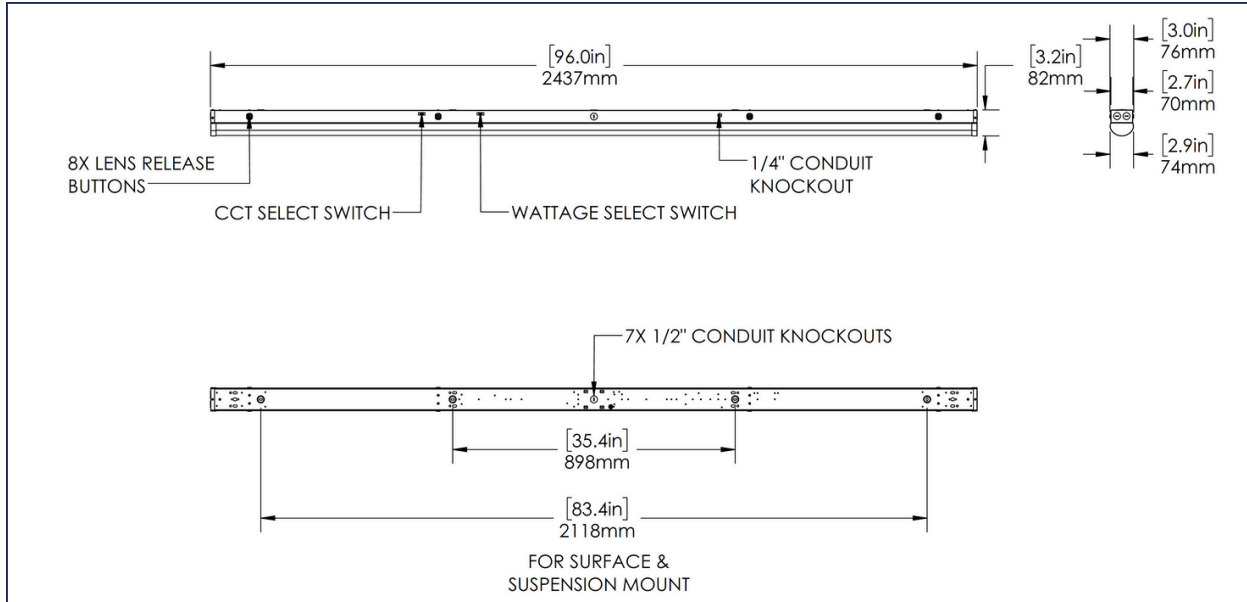 [96.0in]
2437mm
[3.2in]
82mm
[3.0in]
76mm
[2.7in]
70mm
[2.9in]
74mm
8X LENS RELEASE
BUTTONS
CCT SELECT SWITCH
WATTAGE SELECT SWITCH
1/4" CONDUIT
KNOCKOUT
7X 1/2" CONDUIT KNOCKOUTS
[35.4in]
898mm
[83.4in]
2118mm
FOR SURFACE &
SUSPENSION MOUNT